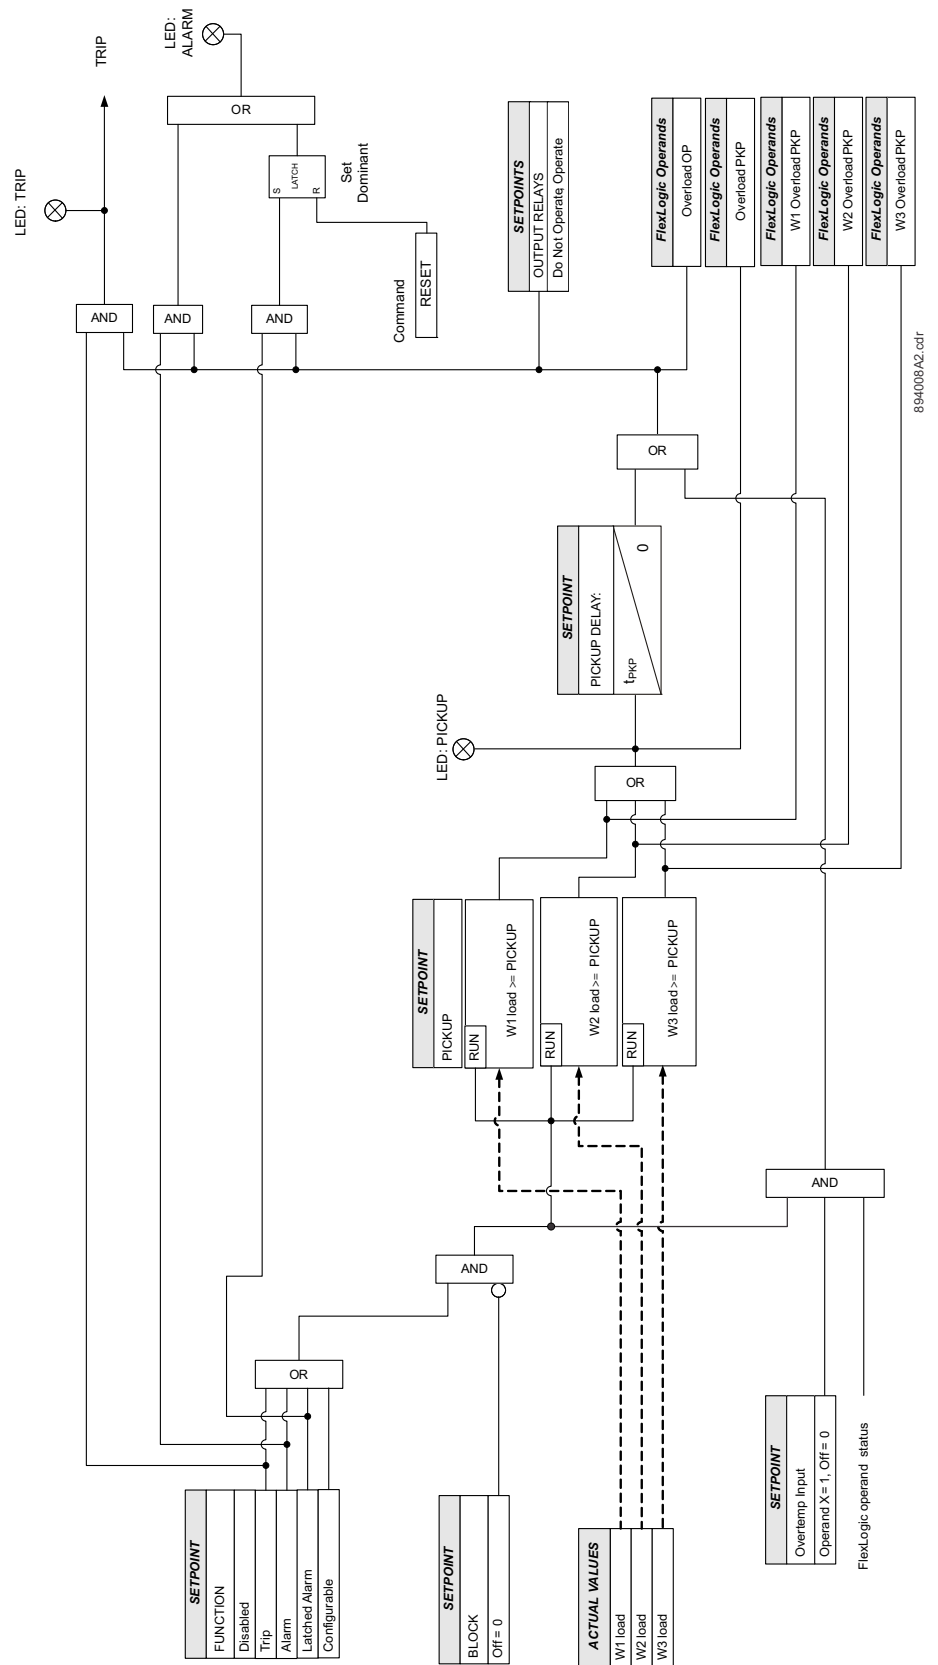 LED: TRIP
TRIP
LED:
ALARM
OR
S
LATCH
R
Set
Dominant
AND
AND
AND
Command
RESET
SETPOINTS
OUTPUT RELAYS
Do Not Operate, Operate
FlexLogic Operands
Overload OP
FlexLogic Operands
Overload PKP
FlexLogic Operands
W1 Overload PKP
FlexLogic Operands
W2 Overload PKP
FlexLogic Operands
W3 Overload PKP
894008A2.cdr
OR
SETPOINT
PICKUP DELAY:
tPKP
0
LED: PICKUP
OR
SETPOINT
PICKUP
RUN
W1 load >= PICKUP
RUN
W2 load >= PICKUP
RUN
W3 load >= PICKUP
AND
AND
OR
SETPOINT
FUNCTION
Disabled
Trip
Alarm
Latched Alarm
Configurable
SETPOINT
BLOCK
Off = 0
ACTUAL VALUES
W1 load
W2 load
W3 load
SETPOINT
Overtemp Input
Operand X = 1, Off = 0
FlexLogic operand status